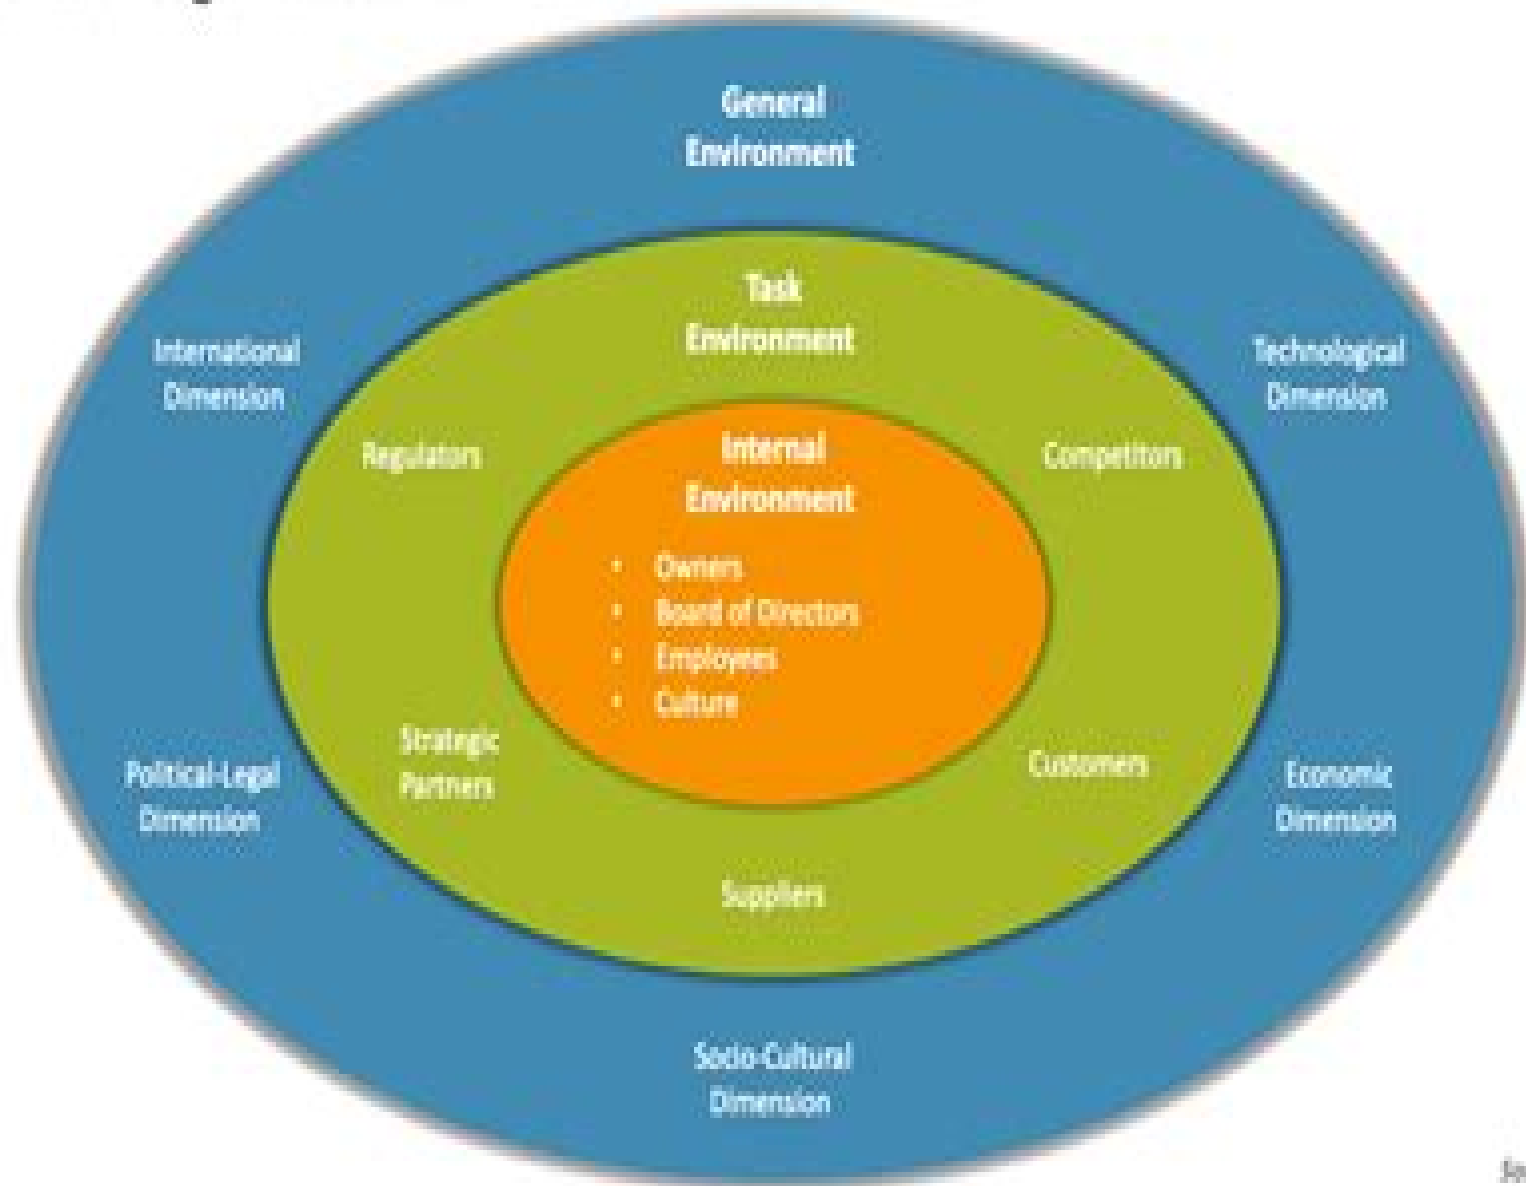 General
Environment
Task
Environment
International
Dimension
Technological
Dimension
Regulators
Internal
Environment
Competitors
• Owners
• Board of Directors
• Employees
• Culture
Strategic
Partners
Customers
Political-Legal
Dimension
Economic
Dimension
Suppliers
Socio-Cultural
Dimension